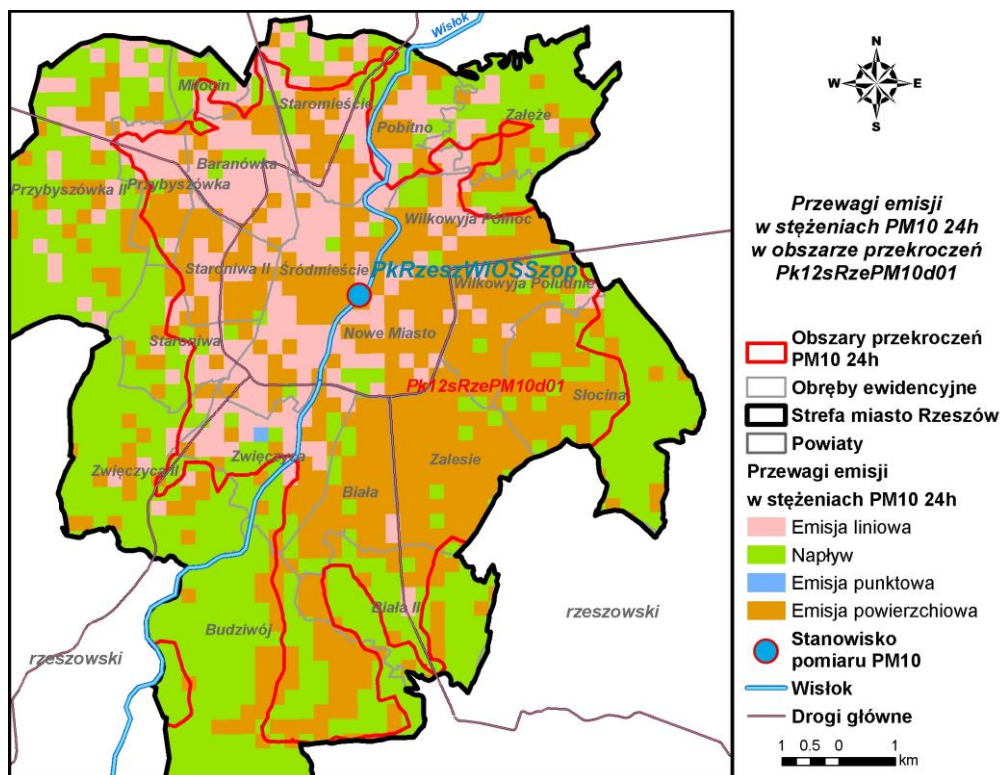 Wisłok
Miłocin
Staromieście
Załęże
Pobitno
Baranówka
Przybyszówka II
Przybyszówka
Wilkowyja Północ
Staroniwa II
Śródmieście
PkRzeszWIOSSzop
Wilkowyja Południe
Nowe Miasto
Staroniwa
Pk12sRzePM10d01
Słocina
Zwięczyca II
Zwięczyca
Zalesie
Biała
Biała II
Budziwój
rzeszowski
rzeszowski
N
W E
S
Przewagi emisji
w stężeniach PM10 24h
w obszarze przekroczeń
Pk12sRzePM10d01
Obszary przekroczeń
PM10 24h
Obręby ewidencyjne
Strefa miasto Rzeszów
Powiaty
Przewagi emisji
w stężeniach PM10 24h
Emisja liniowa
Napływ
Emisja punktowa
Emisja powierzchiowa
Stanowisko
pomiaru PM10
Wisłok
Drogi główne
1 0.5 0 1
km